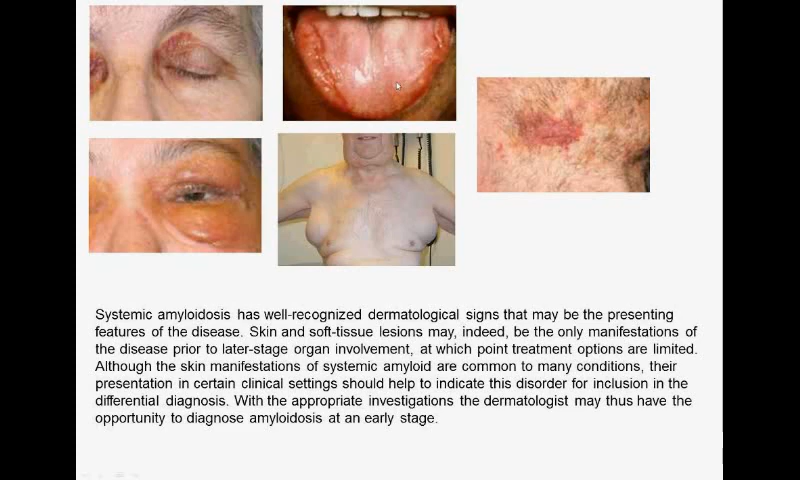 Systemic amyloidosis has well-recognized dermatological signs that may be the presenting
features of the disease. Skin and soft-tissue lesions may, indeed, be the only manifestations of
the disease prior to later-stage organ involvement, at which point treatment options are limited.
Although the skin manifestations of systemic amyloid are common to many conditions, their
presentation in certain clinical settings should help to indicate this disorder for inclusion in the
differential diagnosis. With the appropriate investigations the dermatologist may thus have the
opportunity to diagnose amyloidosis at an early stage.